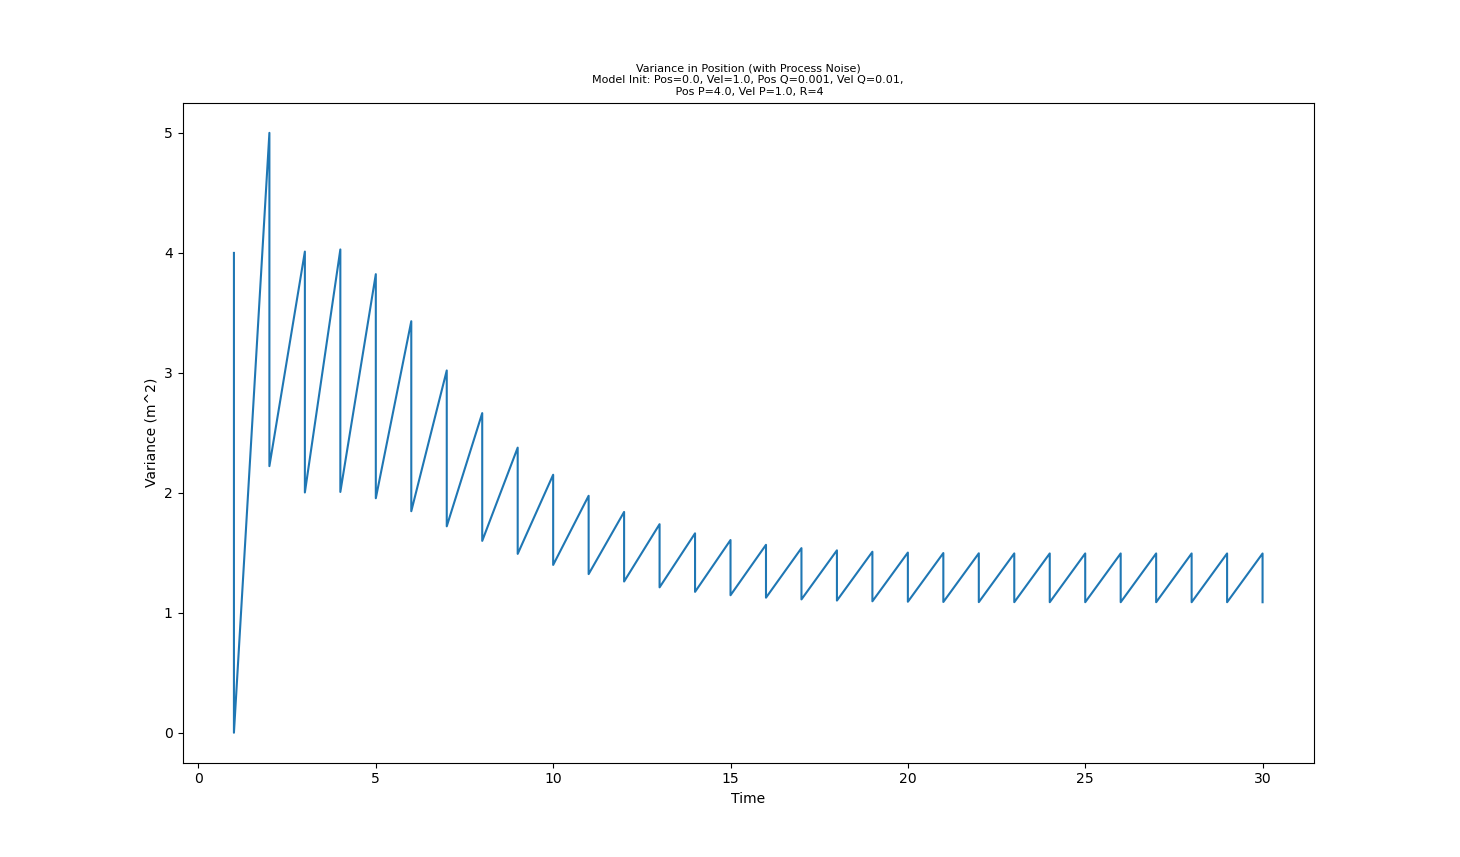 Variance in Position (with Process Noise)
Model Init: Pos=0.0, Vel=1.0, Pos Q=0.001, Vel Q=0.01,
Pos P=4.0, Vel P=1.0, R=4
5
4
3
2
1
0
Variance (m^2)
0 5 10 15 20 25 30
Time